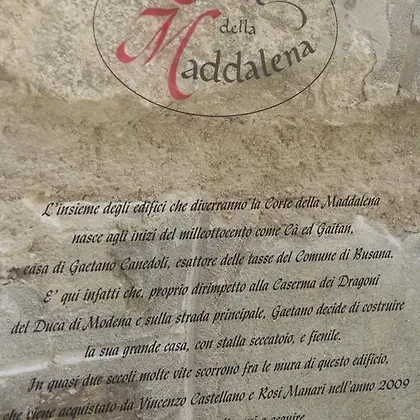 della
Maddalena
L'insieme degli edifici che diverranno la Corte della Maddalena
nasce agli inizi del milleottocento come Cà ed Gaitan,
casa di Gaetano Canedoli, esattore delle tasse del Comune di Busana.
E' qui infatti che, proprio dirimpetto alla Caserma dei Dragoni
del Duca di Modena e sulla strada principale, Gaetano decide di costruire
la sua grande casa, con stalla seccatoio, e fienile.
In quasi due secoli molte vite scorrono fra le mura di questo edificio,
che viene acquistato da Vincenzo Castellano e Rosi Manari nell'anno 2009